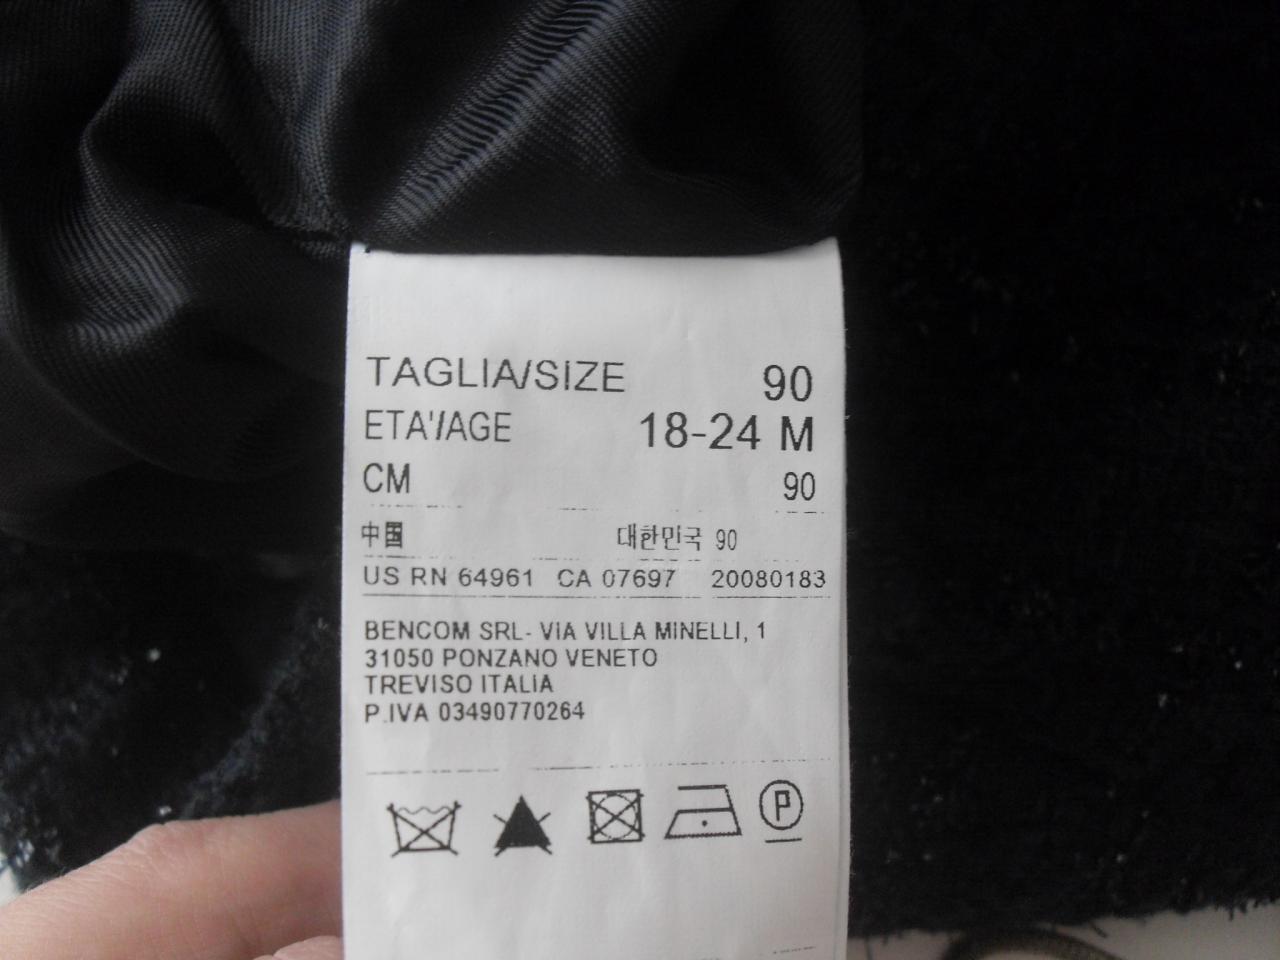 TAGLIA/SIZE 90
ETA'/AGE 18-24 M
CM 90
中国 대한민국 90
US RN 64961 CA 07697 20080183
BENCOM SRL- VIA VILLA MINELLI, 1
31050 PONZANO VENETO
TREVISO ITALIA
P.IVA 03490770264
P